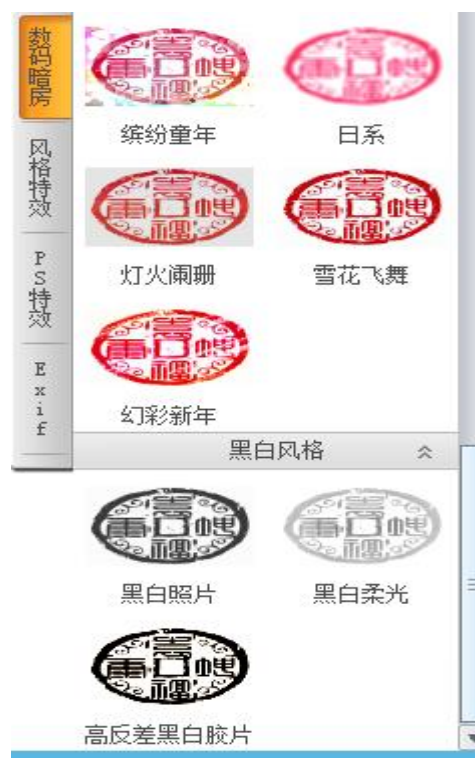 数码暗房
风格特效
PS特效
Exif
缤纷童年
日系
灯火阑珊
雪花飞舞
幻彩新年
黑白风格
黑白照片
黑白柔光
高反差黑白胶片